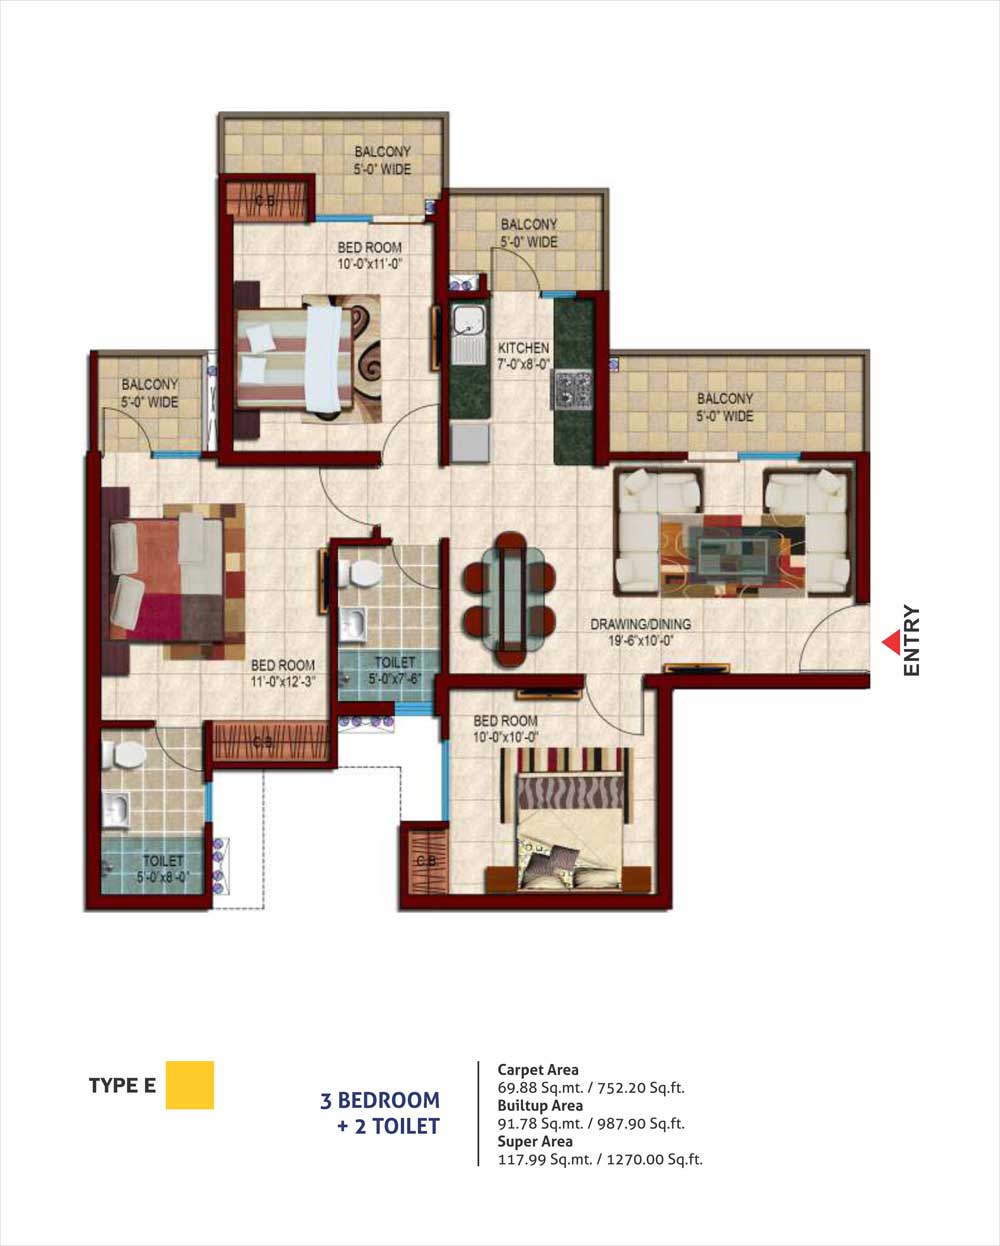 BALCONY
5'-0" WIDE
C.B.
BED ROOM
10'-0"x11'-0"
BALCONY
5'-0" WIDE
KITCHEN
7'-0"x8'-0"
BALCONY
5'-0" WIDE
BALCONY
5'-0" WIDE
DRAWING/DINING
19'-6"x10'-0"
ENTRY
BED ROOM
11'-0"x12'-3"
TOILET
5'-0"x7'-6"
BED ROOM
10'-0"x10'-0"
C.B.
C.B.
TOILET
5'-0"x8'-0"
TYPE E
3 BEDROOM
+ 2 TOILET
Carpet Area
69.88 Sq.mt. / 752.20 Sq.ft.
Builtup Area
91.78 Sq.mt. / 987.90 Sq.ft.
Super Area
117.99 Sq.mt. / 1270.00 Sq.ft.